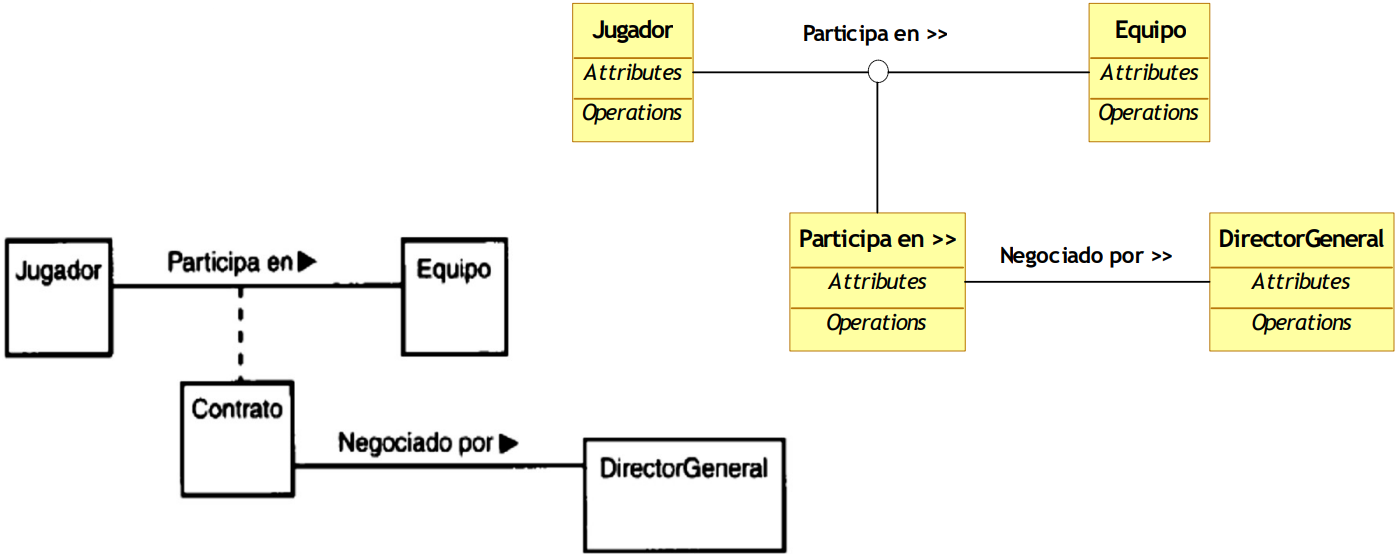 Jugador
Attributes
Operations
Participa en >>
Equipo
Attributes
Operations
Participa en >>
Attributes
Operations
Negociado por >>
DirectorGeneral
Attributes
Operations
Jugador
Participa en ▶
Equipo
Contrato
Negociado por ▶
DirectorGeneral